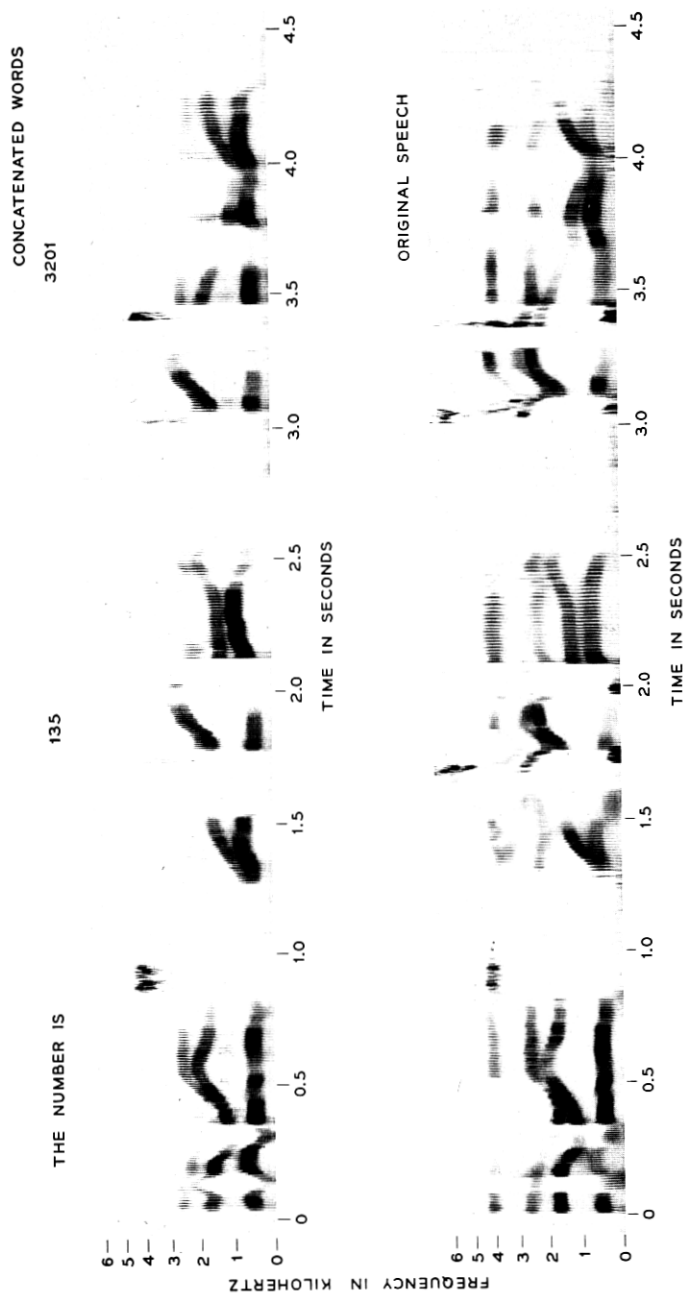 CONCATENATED WORDS
THE NUMBER IS 135 3201
6
5
4
3
2
1
0
0 0.5 1.0 1.5 2.0 2.5 3.0 3.5 4.0 4.5
TIME IN SECONDS
FREQUENCY IN KILOHERTZ
ORIGINAL SPEECH
6
5
4
3
2
1
0
0 0.5 1.0 1.5 2.0 2.5 3.0 3.5 4.0 4.5
TIME IN SECONDS